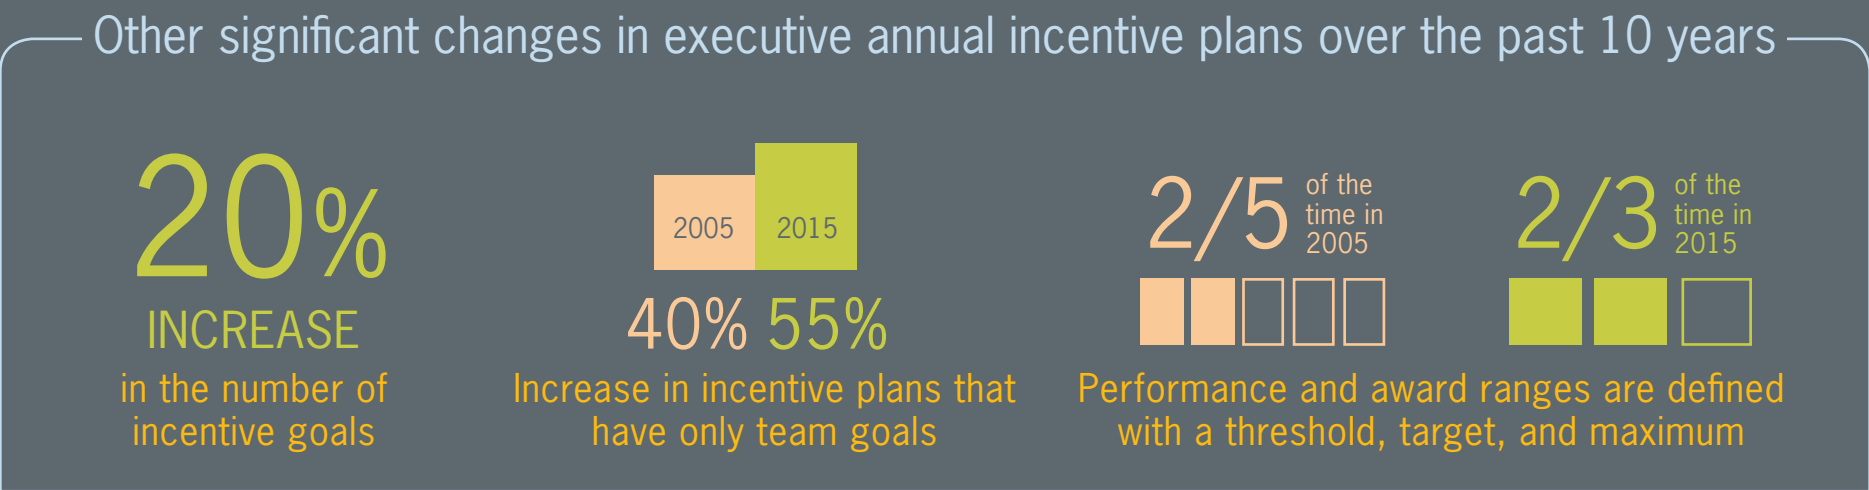 Other significant changes in executive annual incentive plans over the past 10 years
20%
INCREASE
in the number of
incentive goals
2005 2015
40% 55%
Increase in incentive plans that
have only team goals
2/5 of the
time in
2005
2/3 of the
time in
2015
Performance and award ranges are defined
with a threshold, target, and maximum